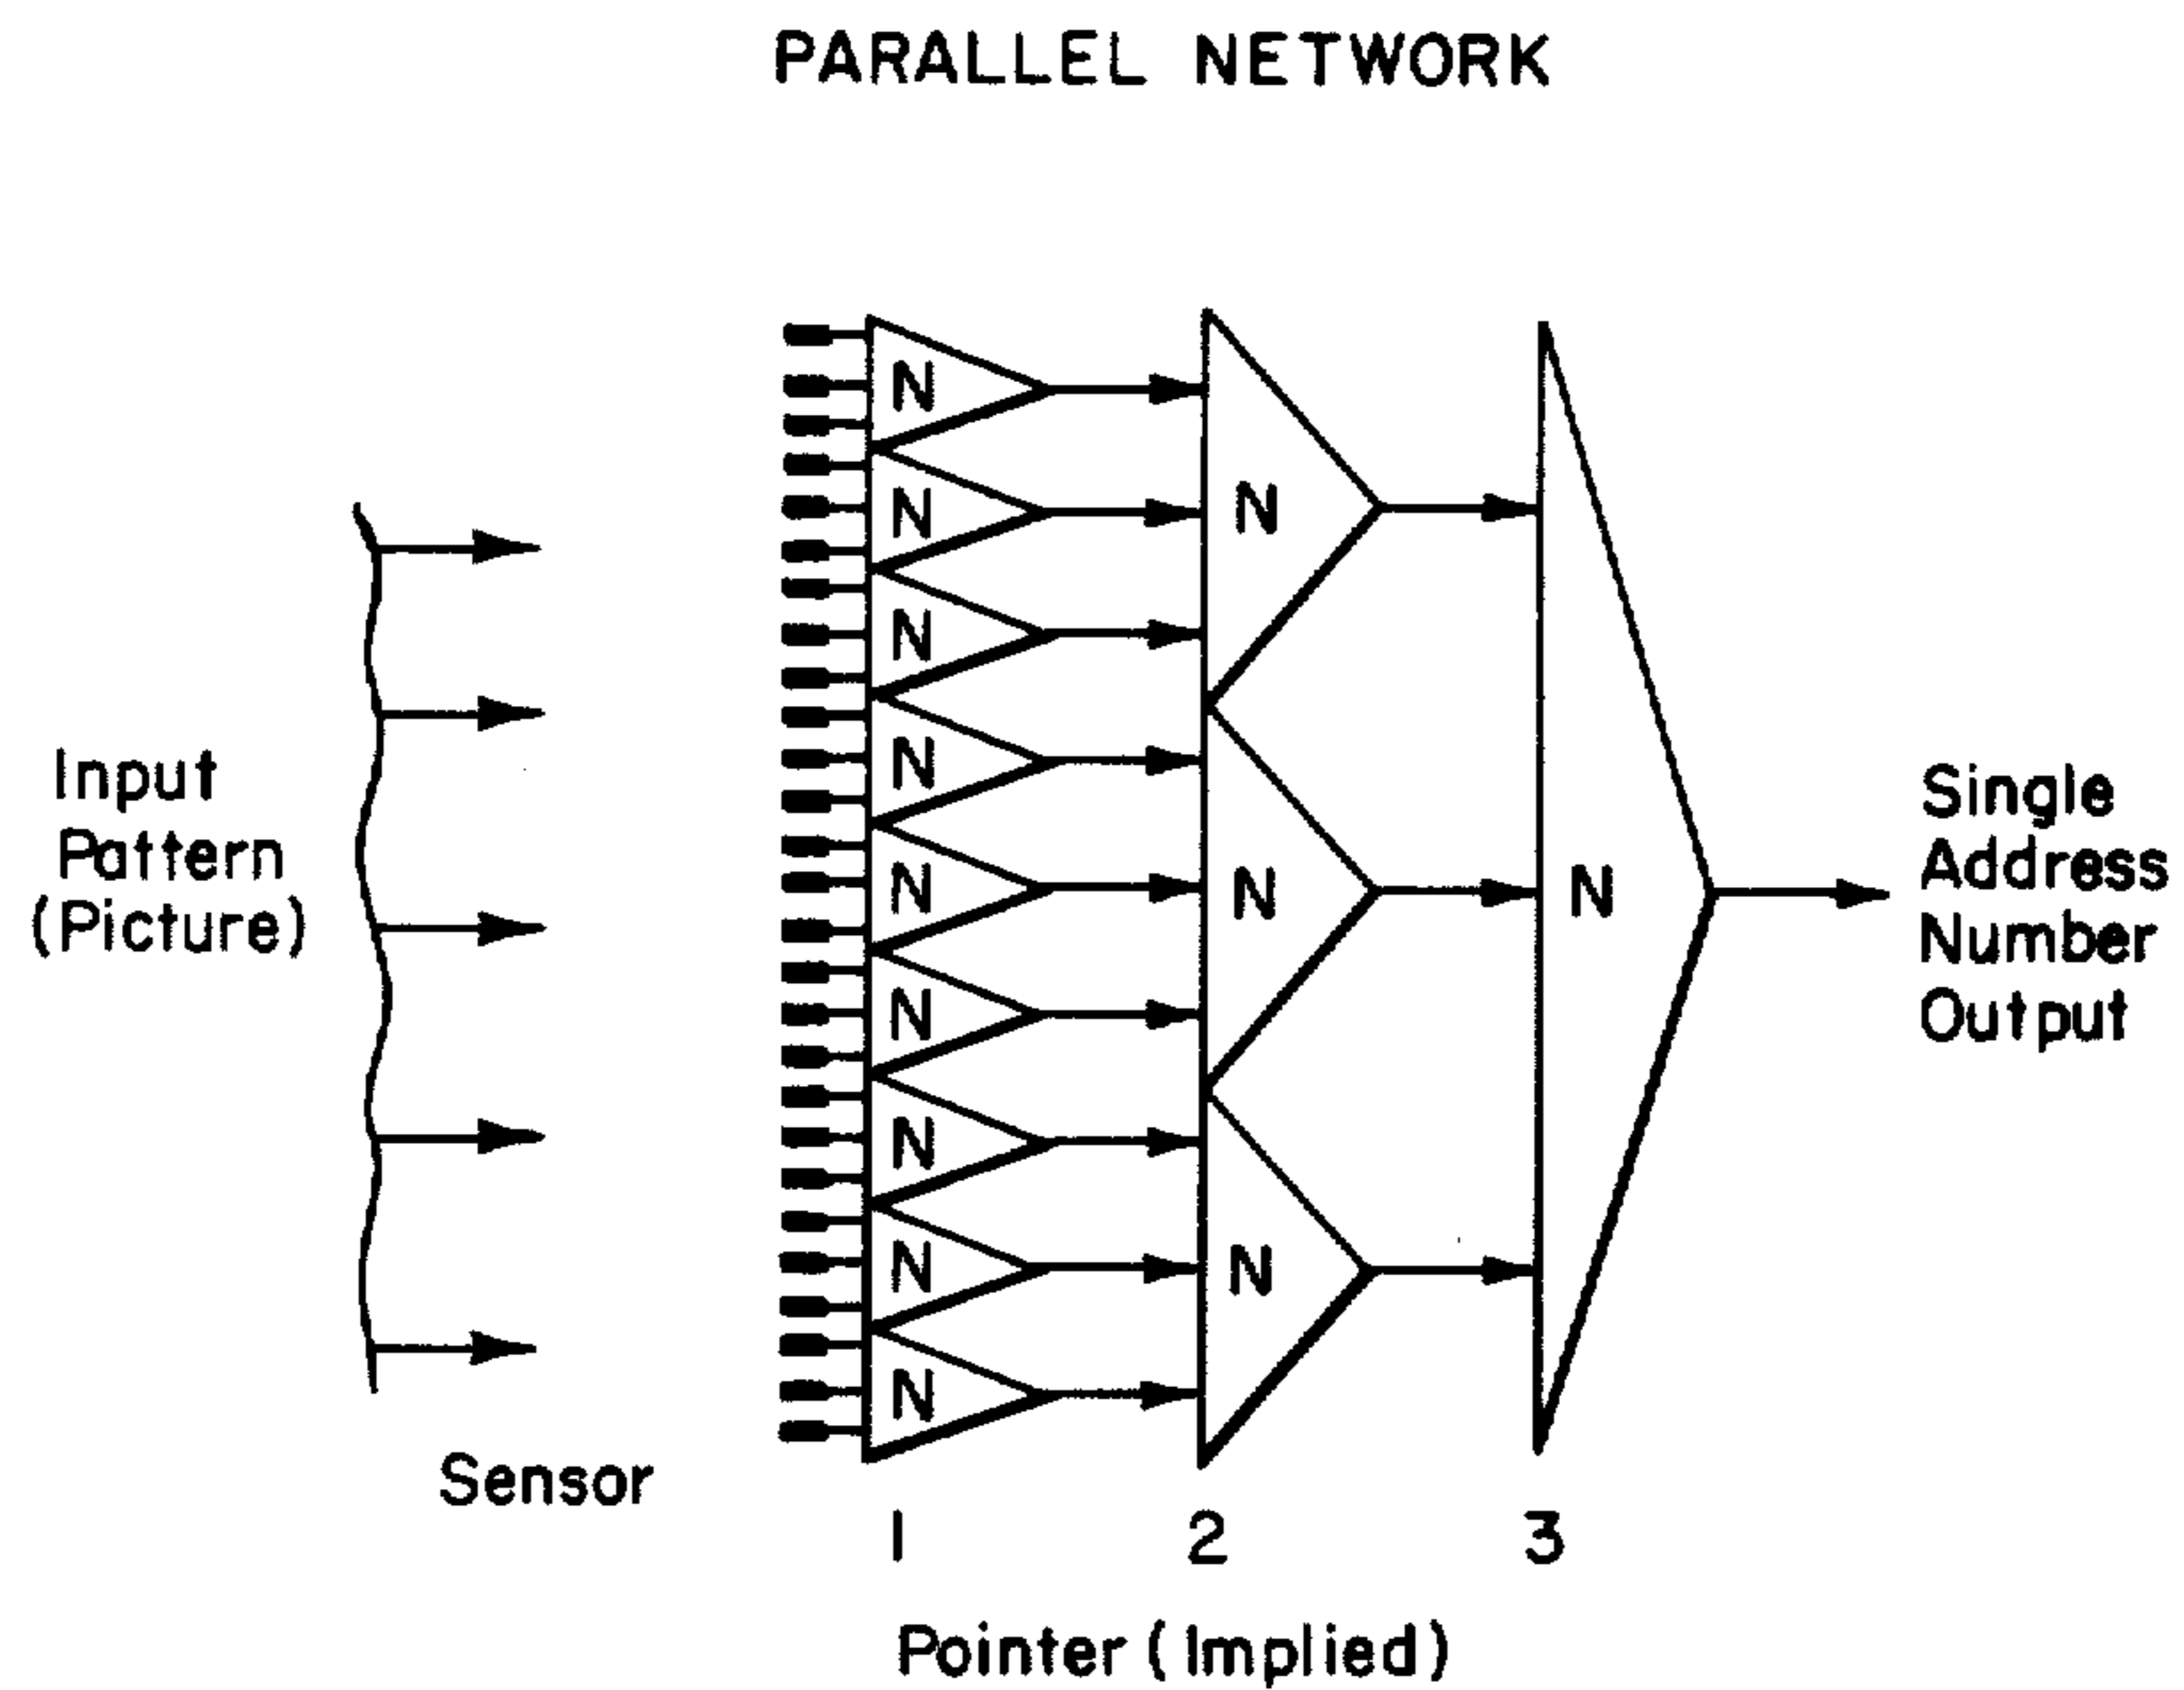 PARALLEL NETWORK
N
N
N
N
N
N
N
N
N
N
N
N
N
Input
Pattern
(Picture)
Single
Address
Number
Output
Sensor
1
2
3
Pointer (Implied)